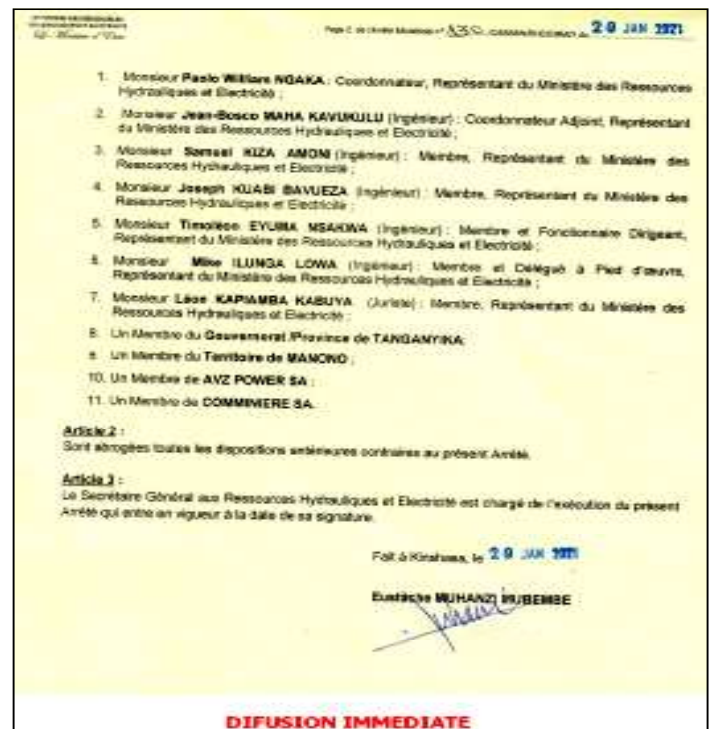 Le Ministre d'Etat
Page 2 de l'Arrêté Ministériel n° du 29 JAN 2021
1. Monsieur Paolo William NGAKA : Coordonnateur, Représentant du Ministère des Ressources
Hydrauliques et Electricité ;
2. Monsieur Jean-Bosco MAHA KAVUKULU (Ingénieur) : Coordonnateur Adjoint, Représentant
du Ministère des Ressources Hydrauliques et Electricité ;
3. Monsieur Samuel KIZA AMONI (Ingénieur) : Membre, Représentant du Ministère des
Ressources Hydrauliques et Electricité ;
4. Monsieur Joseph KUABI BAVUEZA (Ingénieur) : Membre, Représentant du Ministère des
Ressources Hydrauliques et Electricité ;
5. Monsieur Timoléon EYUMA NSAKWA (Ingénieur) : Membre et Fonctionnaire Dirigeant,
Représentant du Ministère des Ressources Hydrauliques et Electricité ;
6. Monsieur Mike ILUNGA LOWA (Ingénieur) : Membre et Délégué à Pied d'œuvre,
Représentant du Ministère des Ressources Hydrauliques et Electricité ;
7. Monsieur Léon KAPIAMBA KABUYA (Juriste) : Membre, Représentant du Ministère des
Ressources Hydrauliques et Electricité ;
8. Un Membre du Gouvernorat /Province de TANGANYIKA;
9. Un Membre du Territoire de MANONO ;
10. Un Membre de AVZ POWER SA ;
11. Un Membre de COMMINIERE SA.
Article 2 :
Sont abrogées toutes les dispositions antérieures contraires au présent Arrêté.
Article 3 :
Le Secrétaire Général aux Ressources Hydrauliques et Electricité est chargé de l'exécution du présent
Arrêté qui entre en vigueur à la date de sa signature.
Fait à Kinshasa, le 29 JAN 2021
Eustache MUHANZI MUBEMBE
DIFUSION IMMEDIATE